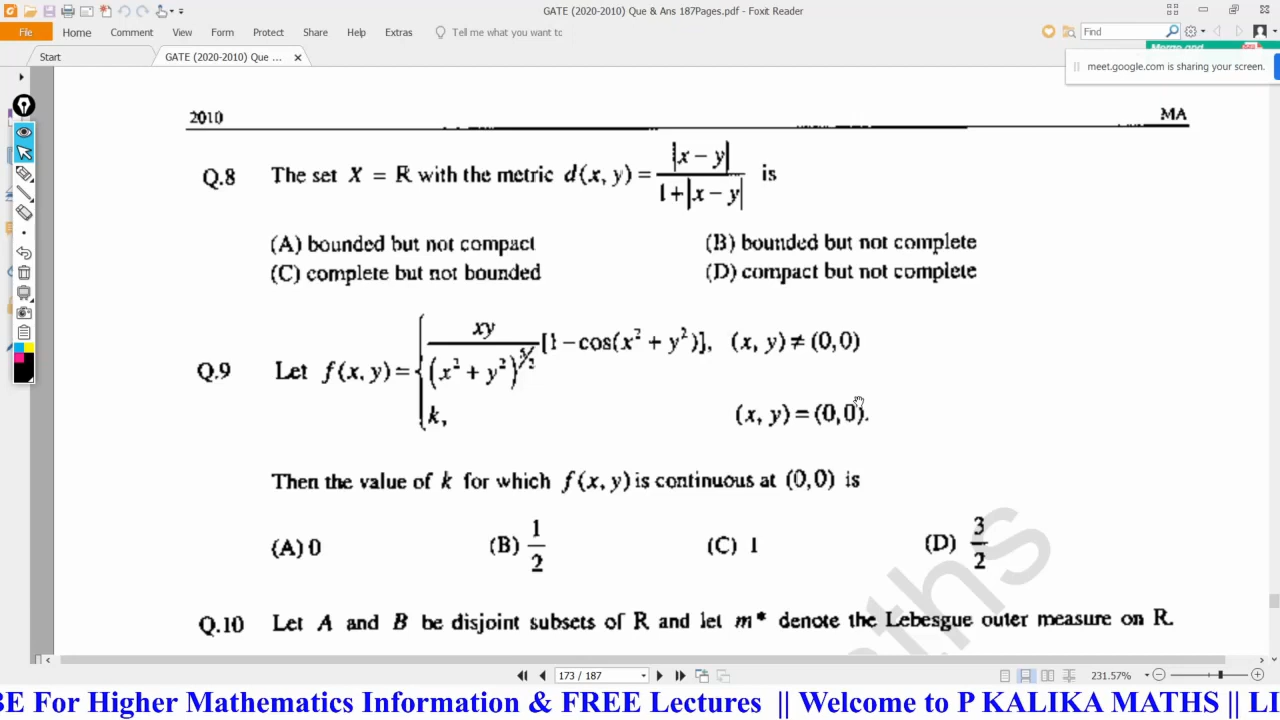 GATE (2020-2010) Que & Ans 187Pages.pdf - Foxit Reader
File Home Comment View Form Protect Share Help Extras Tell me what you want to Find
Start GATE (2020-2010) Que ...
meet.google.com is sharing your screen.
2010 MA
Q.8 The set X = ℝ with the metric d(x, y) = |x − y| / 1+|x − y| is
(A) bounded but not compact (B) bounded but not complete
(C) complete but not bounded (D) compact but not complete
Q.9 Let f(x, y) = { xy / (x² + y²)^(5/2) [1 − cos(x² + y²)], (x, y) ≠ (0,0)
k, (x, y) = (0,0).
Then the value of k for which f(x, y) is continuous at (0,0) is
(A) 0 (B) 1/2 (C) 1 (D) 3/2
Q.10 Let A and B be disjoint subsets of ℝ and let m* denote the Lebesgue outer measure on ℝ.
173 / 187 231.57%
BE For Higher Mathematics Information & FREE Lectures || Welcome to P KALIKA MATHS || LI